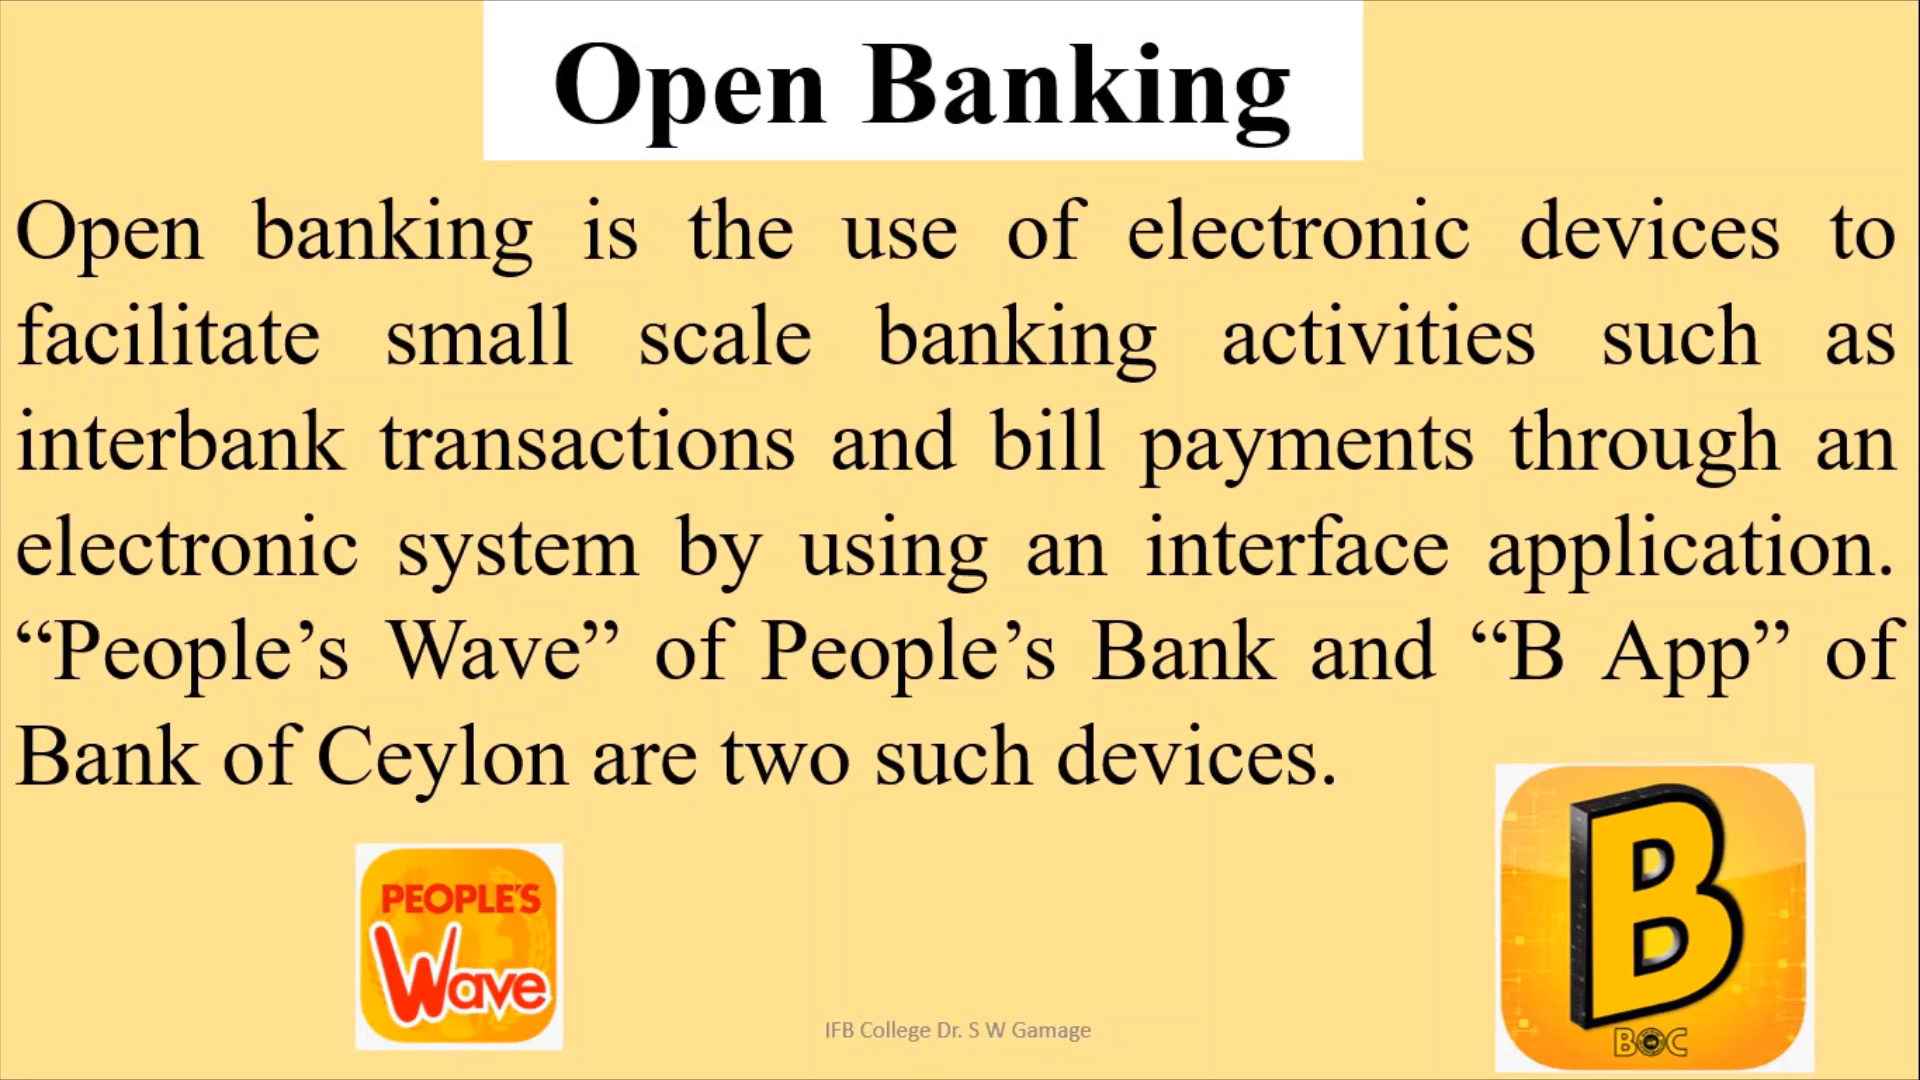 Open Banking
Open banking is the use of electronic devices to
facilitate small scale banking activities such as
interbank transactions and bill payments through an
electronic system by using an interface application.
“People’s Wave” of People’s Bank and “B App” of
Bank of Ceylon are two such devices.
PEOPLE'S
Wave
B
BOC
IFB College Dr. S W Gamage